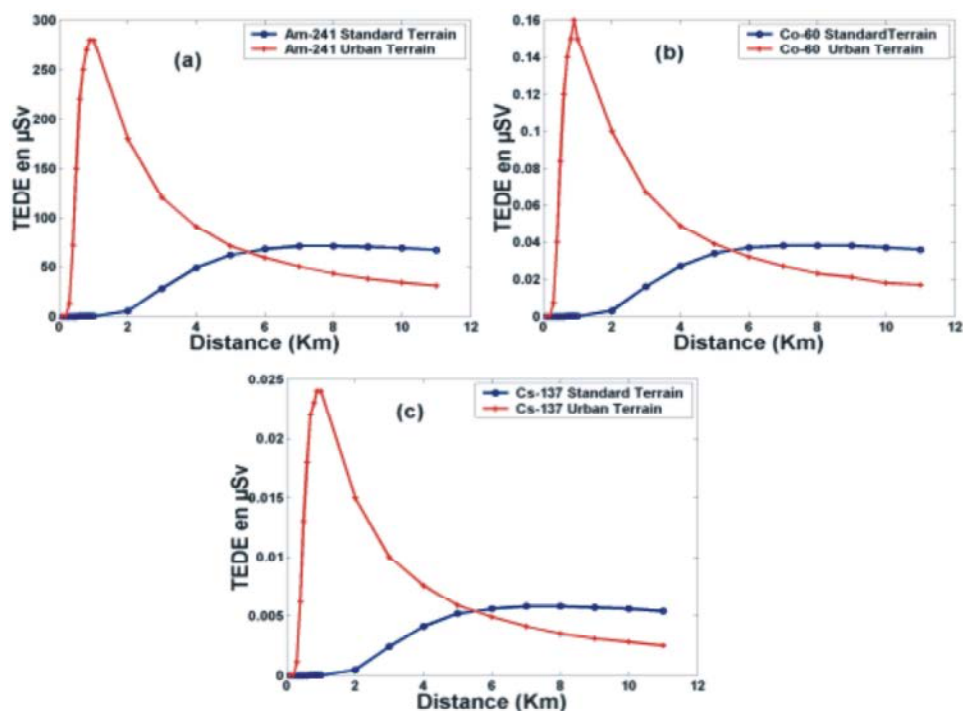 (a)
Am-241 Standard Terrain
Am-241 Urban Terrain
TEDE en µSv
300
250
200
150
100
50
0
0 2 4 6 8 10 12
Distance (Km)
(b)
Co-60 StandardTerrain
Co-60 Urban Terrain
TEDE en µSV
0.16
0.14
0.12
0.1
0.08
0.06
0.04
0.02
0
0 2 4 6 8 10 12
Distance (Km)
(c)
Cs-137 Standard Terrain
Cs-137 Urban Terrain
TEDE en µSv
0.025
0.02
0.015
0.01
0.005
0
0 2 4 6 8 10 12
Distance (Km)